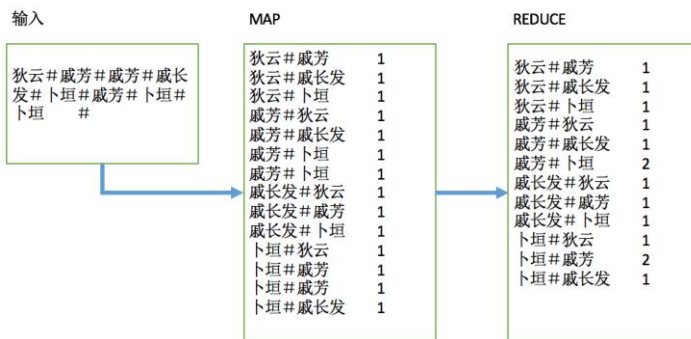 输入
狄云#戚芳#戚芳#戚长
发#卜垣#戚芳#卜垣#
卜垣 #
MAP
狄云#戚芳 1
狄云#戚长发 1
狄云#卜垣 1
戚芳#狄云 1
戚芳#戚长发 1
戚芳#卜垣 1
戚芳#卜垣 1
戚长发#狄云 1
戚长发#戚芳 1
戚长发#卜垣 1
卜垣#狄云 1
卜垣#戚芳 1
卜垣#戚芳 1
卜垣#戚长发 1
REDUCE
狄云#戚芳 1
狄云#戚长发 1
狄云#卜垣 1
戚芳#狄云 1
戚芳#戚长发 1
戚芳#卜垣 2
戚长发#狄云 1
戚长发#戚芳 1
戚长发#卜垣 1
卜垣#狄云 1
卜垣#戚芳 2
卜垣#戚长发 1